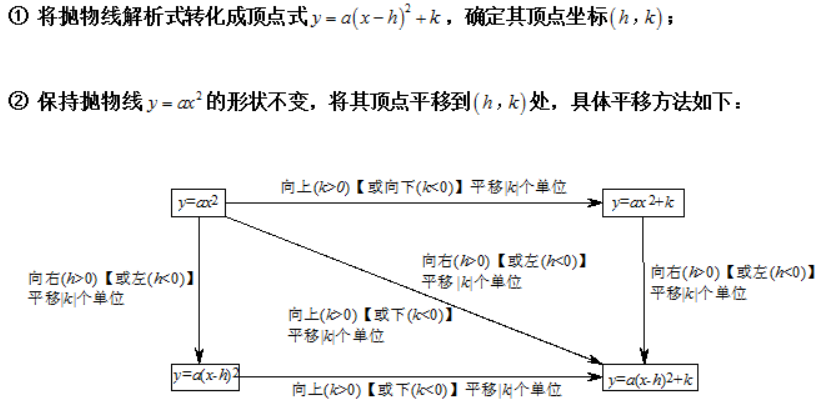 ① 将抛物线解析式转化成顶点式 y=a(x-h)²+k，确定其顶点坐标(h，k)；
② 保持抛物线 y=ax² 的形状不变，将其顶点平移到(h，k)处，具体平移方法如下：
向上(k>0)【或向下(k<0)】平移|k|个单位
y=ax2
y=ax 2+k
向右(h>0)【或左(h<0)】
平移|k|个单位
向右(h>0)【或左(h<0)】
平移 |k|个单位
向右(h>0)【或左(h<0)】
平移|k|个单位
向上(k>0)【或下(k<0)】
平移|k|个单位
y=a(x-h)2
y=a(x-h)2+k
向上(k>0)【或下(k<0)】平移|k|个单位